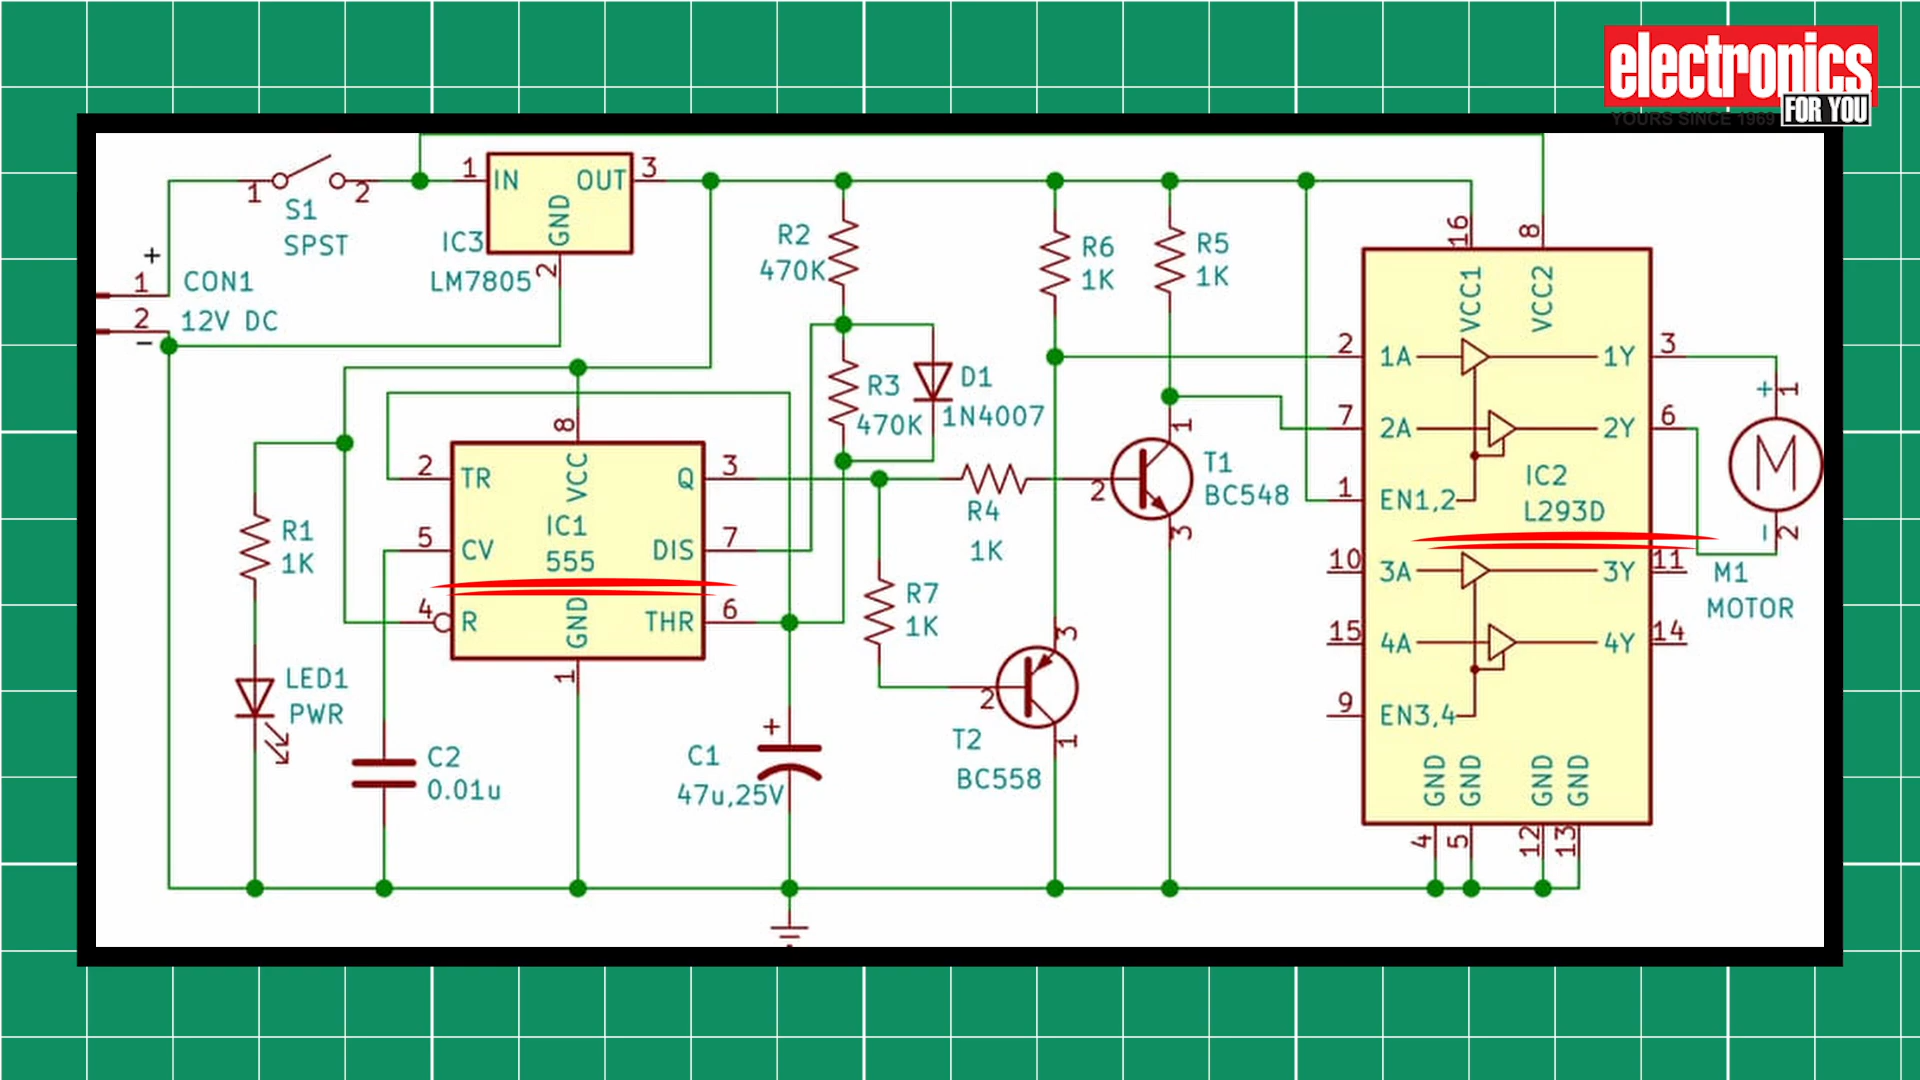 electronics
FOR YOU
YOURS SINCE 1969
1
S1
2
SPST
1
IN
OUT
3
GND
2
IC3
LM7805
+
1
CON1
2
12V DC
−
R2
470K
R6
1K
R5
1K
R3
470K
D1
1N4007
16
8
VCC1
VCC2
2
1A
1Y
3
7
2A
2Y
6
1
EN1,2
IC2
L293D
10
3A
3Y
11
15
4A
4Y
14
9
EN3,4
GND
GND
GND
GND
4
5
12
13
+
1
M
−
2
M1
MOTOR
8
2
TR
VCC
Q
3
IC1
5
CV
555
DIS
7
4
R
GND
THR
6
1
R1
1K
LED1
PWR
C2
0.01u
+
C1
47u,25V
R4
1K
R7
1K
1
2
T1
BC548
3
3
2
T2
BC558
1